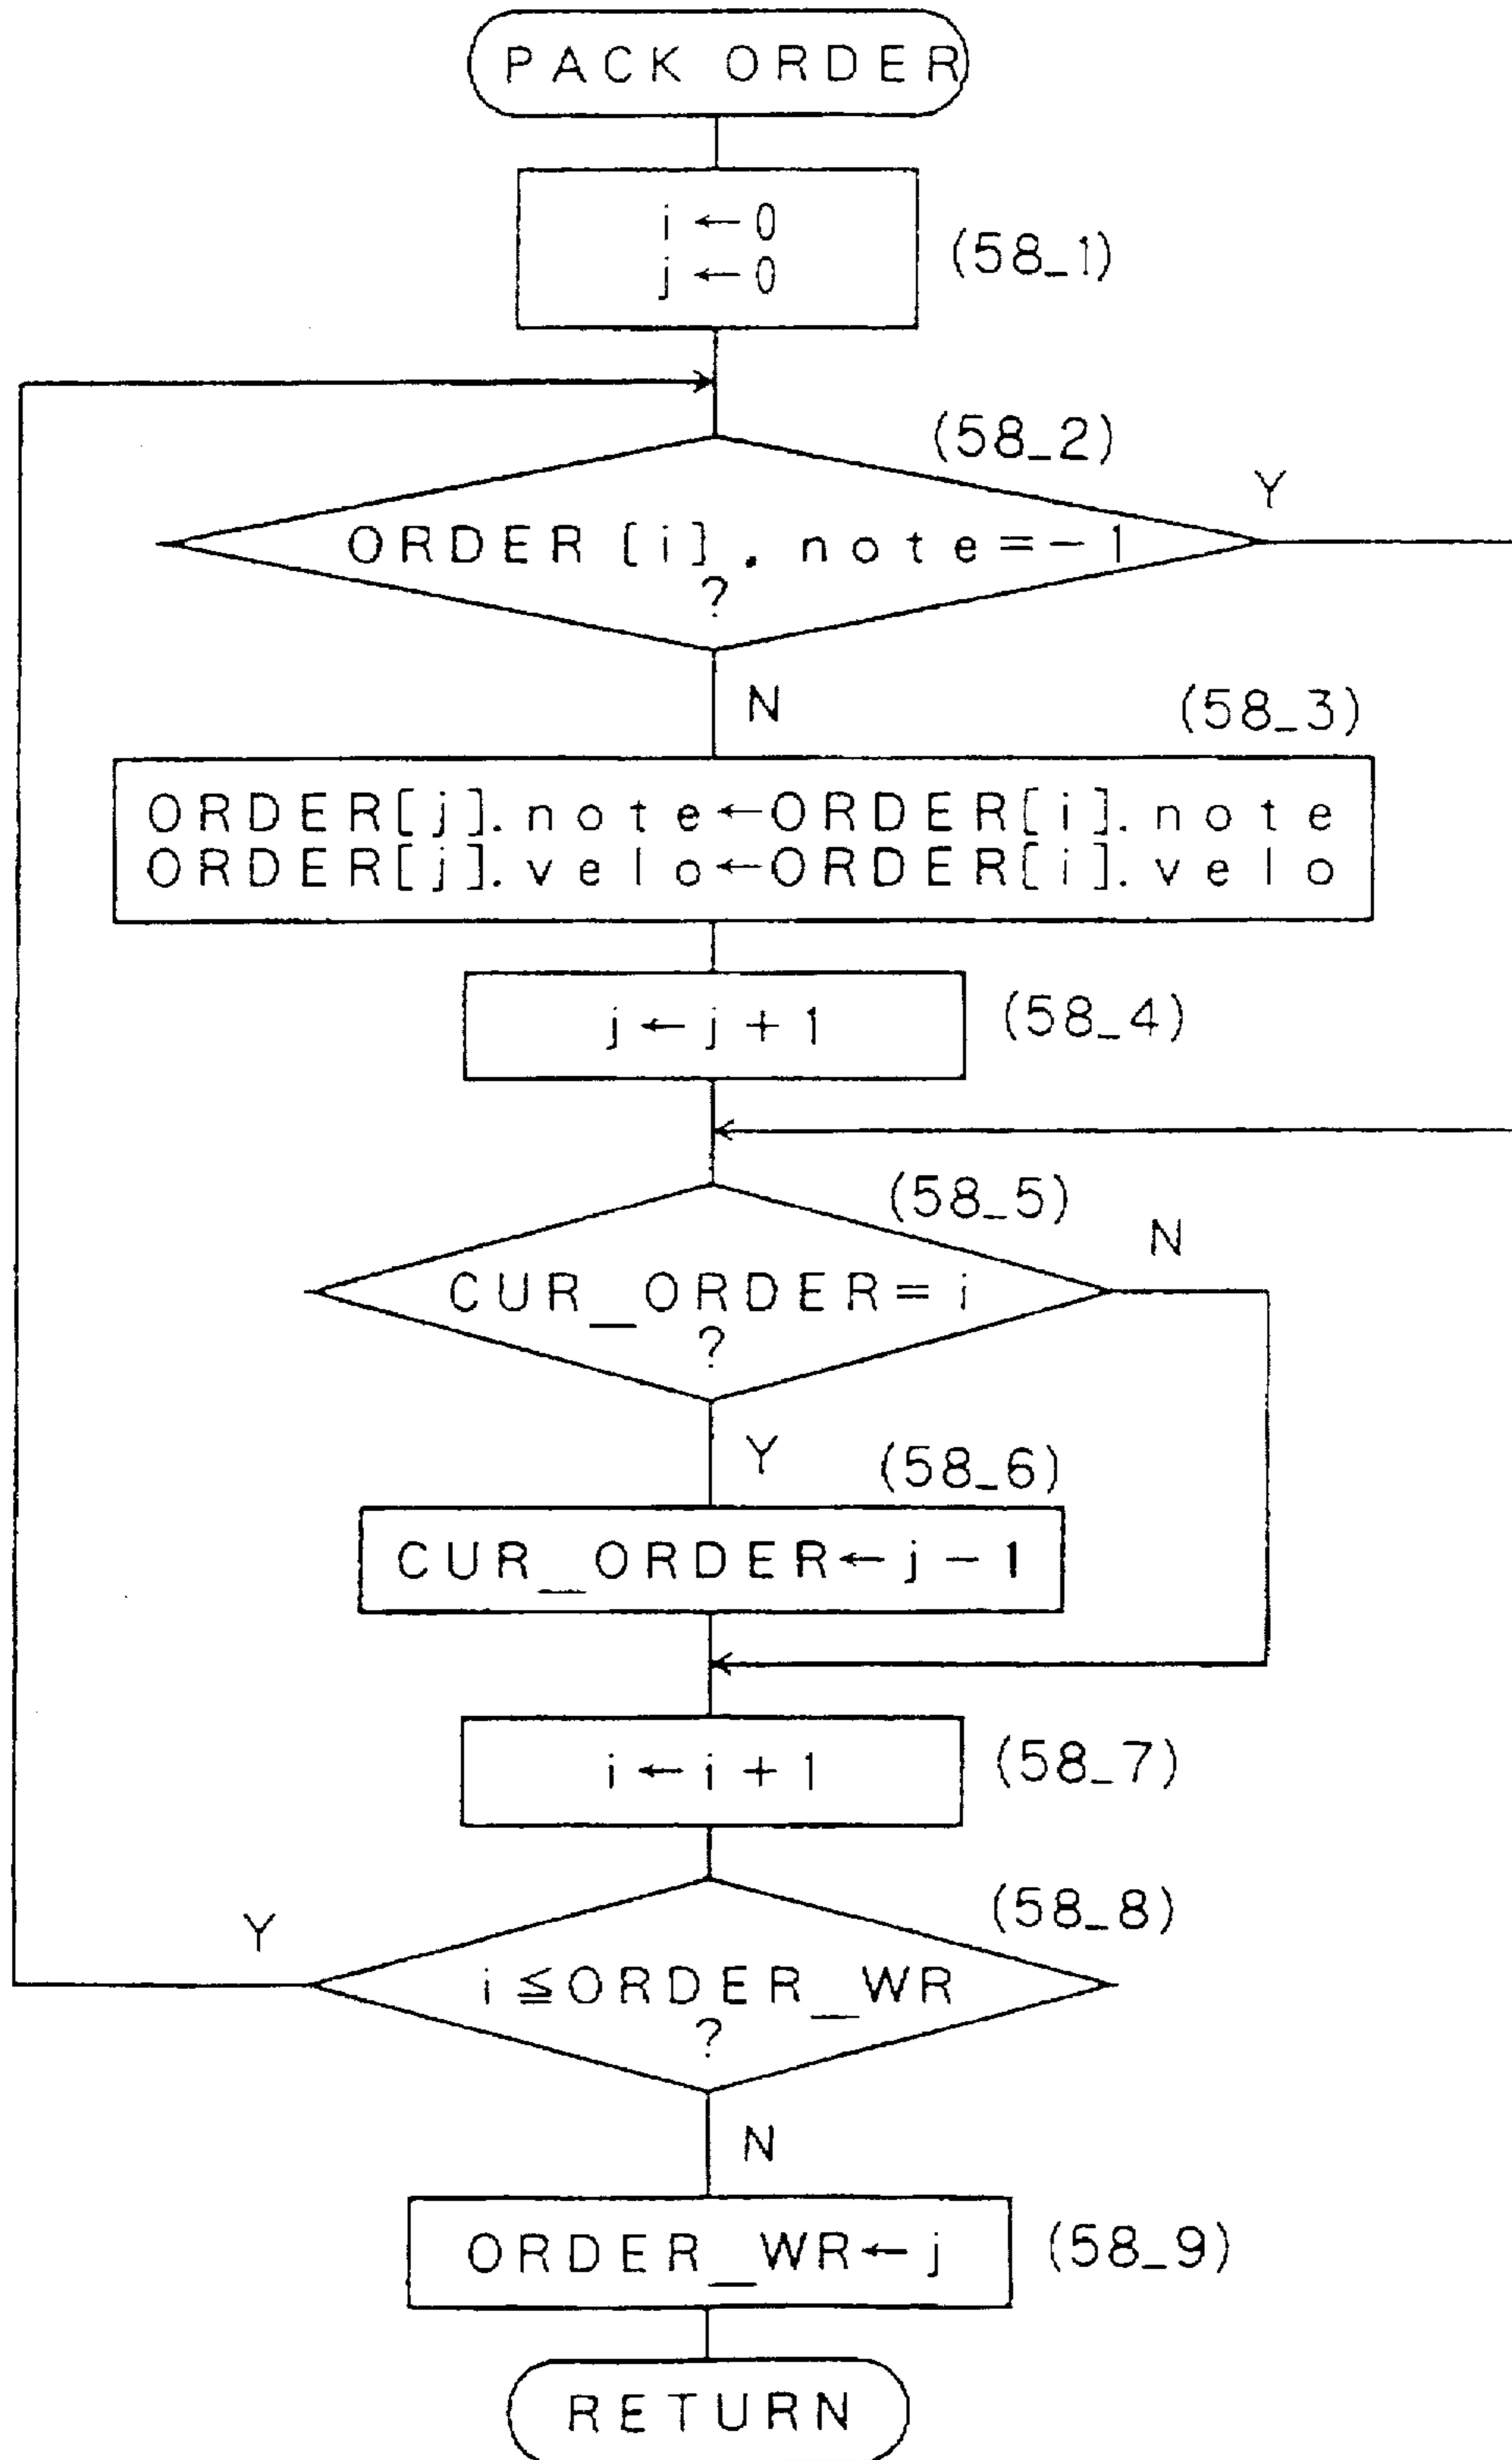 PACK ORDER
i ← 0
j ← 0
(58_1)
(58_2)
Y
ORDER[i].note=-1
?
N
(58_3)
ORDER[j].note←ORDER[i].note
ORDER[j].velo←ORDER[i].velo
j ← j + 1
(58_4)
(58_5)
N
CUR_ORDER=i
?
Y
(58_6)
CUR_ORDER←j-1
i ← i + 1
(58_7)
(58_8)
Y
i≦ORDER_WR
?
N
ORDER_WR←j
(58_9)
RETURN